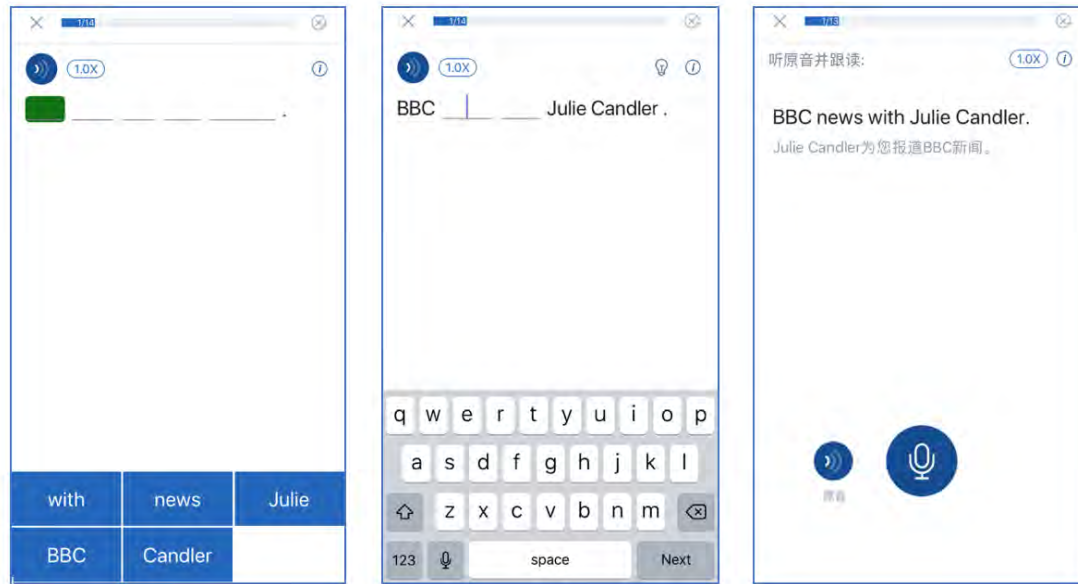 1/14
1.0X
.
with news Julie
BBC Candler
1/14
1.0X
BBC ___ ___ Julie Candler .
q w e r t y u i o p
a s d f g h j k l
z x c v b n m
123 space Next
1/13
听原音并跟读:
1.0X
BBC news with Julie Candler.
Julie Candler为您报道BBC新闻。
原音